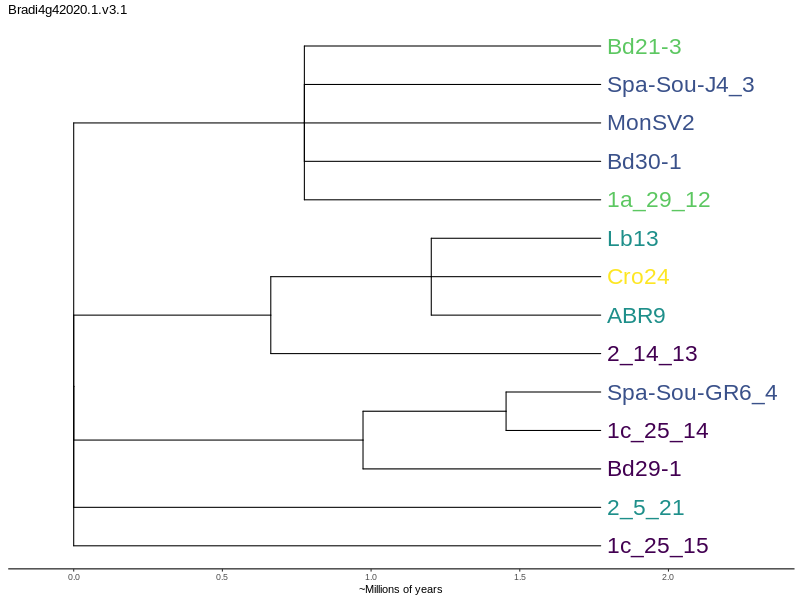 Bradi4g42020.1.v3.1
Bd21-3
Spa-Sou-J4_3
MonSV2
Bd30-1
1a_29_12
Lb13
Cro24
ABR9
2_14_13
Spa-Sou-GR6_4
1c_25_14
Bd29-1
2_5_21
1c_25_15
0.0 0.5 1.0 1.5 2.0
~Millions of years